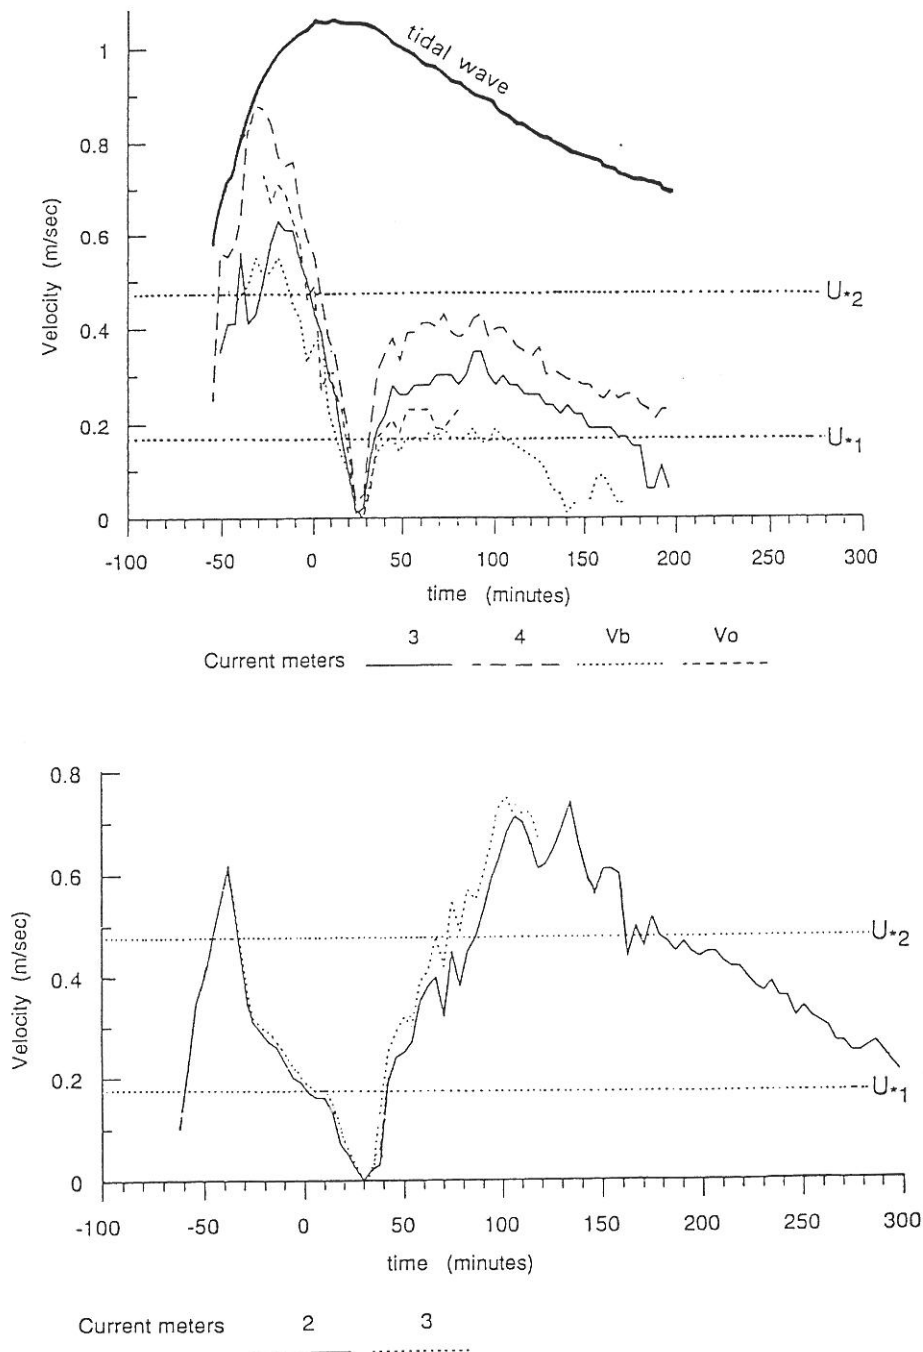 1
0.8
0.6
0.4
0.2
0
Velocity (m/sec)
tidal wave
U*2
U*1
-100 -50 0 50 100 150 200 250 300
time (minutes)
3 4 Vb Vo
Current meters
0.8
0.6
0.4
0.2
0
Velocity (m/sec)
U*2
U*1
-100 -50 0 50 100 150 200 250 300
time (minutes)
Current meters 2 3